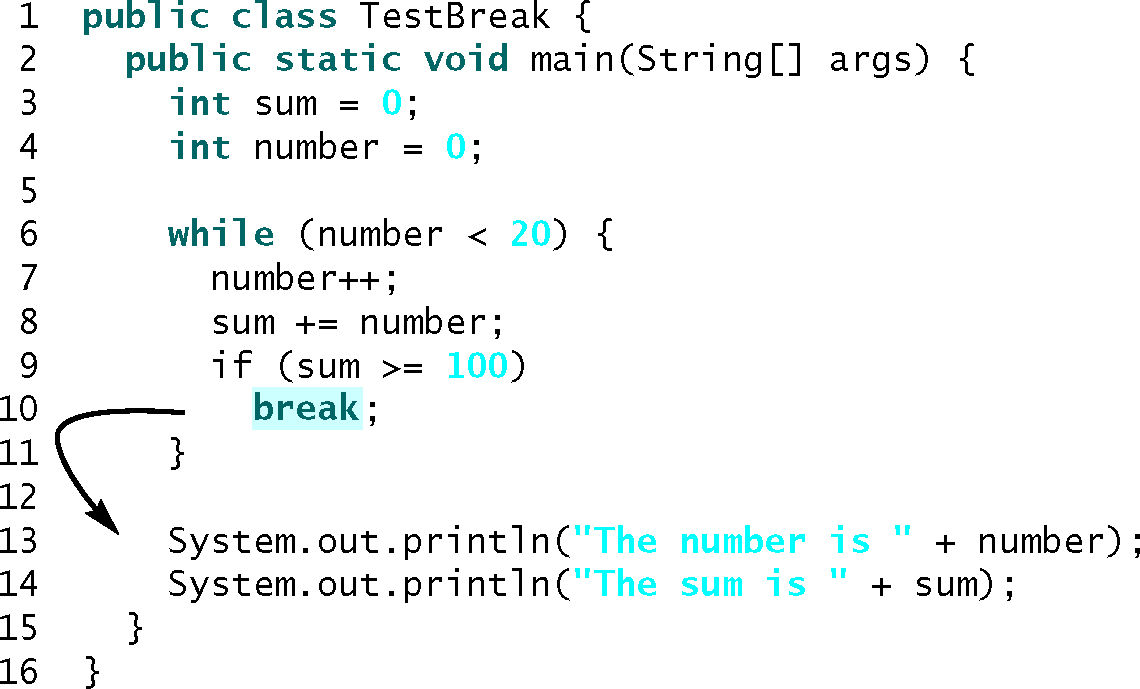 1 public class TestBreak {
2 public static void main(String[] args) {
3 int sum = 0;
4 int number = 0;
5
6 while (number < 20) {
7 number++;
8 sum += number;
9 if (sum >= 100)
10 break;
11 }
12
13 System.out.println("The number is " + number);
14 System.out.println("The sum is " + sum);
15 }
16 }